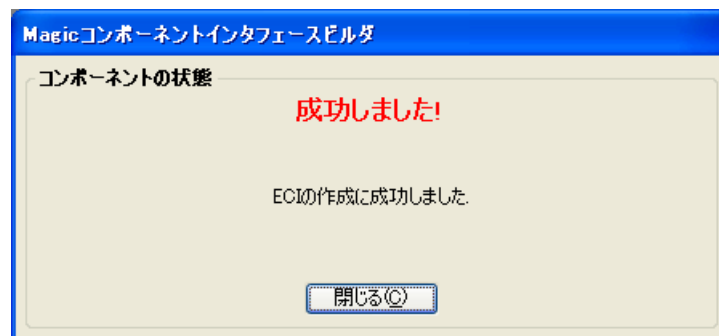 Magicコンポーネントインタフェースビルダ
コンポーネントの状態
成功しました!
ECIの作成に成功しました.
閉じる(C)